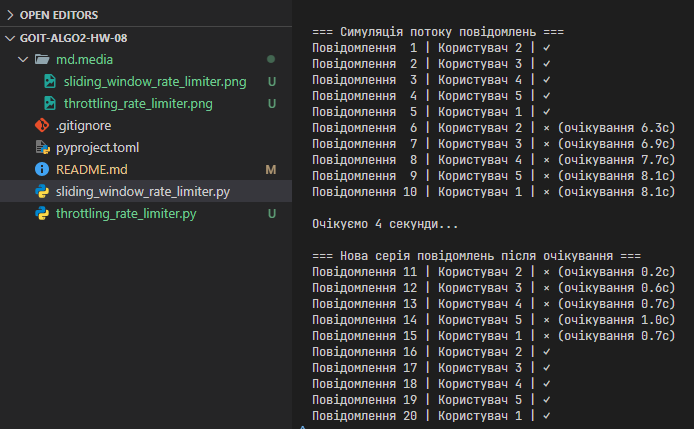 OPEN EDITORS
GOIT-ALGO2-HW-08
md.media
sliding_window_rate_limiter.png U
throttling_rate_limiter.png U
.gitignore
pyproject.toml
README.md M
sliding_window_rate_limiter.py
throttling_rate_limiter.py U
=== Симуляція потоку повідомлень ===
Повідомлення  1 | Користувач 2 | ✓
Повідомлення  2 | Користувач 3 | ✓
Повідомлення  3 | Користувач 4 | ✓
Повідомлення  4 | Користувач 5 | ✓
Повідомлення  5 | Користувач 1 | ✓
Повідомлення  6 | Користувач 2 | × (очікування 6.3с)
Повідомлення  7 | Користувач 3 | × (очікування 6.9с)
Повідомлення  8 | Користувач 4 | × (очікування 7.7с)
Повідомлення  9 | Користувач 5 | × (очікування 8.1с)
Повідомлення 10 | Користувач 1 | × (очікування 8.1с)
Очікуємо 4 секунди...
=== Нова серія повідомлень після очікування ===
Повідомлення 11 | Користувач 2 | × (очікування 0.2с)
Повідомлення 12 | Користувач 3 | × (очікування 0.6с)
Повідомлення 13 | Користувач 4 | × (очікування 0.7с)
Повідомлення 14 | Користувач 5 | × (очікування 1.0с)
Повідомлення 15 | Користувач 1 | × (очікування 0.7с)
Повідомлення 16 | Користувач 2 | ✓
Повідомлення 17 | Користувач 3 | ✓
Повідомлення 18 | Користувач 4 | ✓
Повідомлення 19 | Користувач 5 | ✓
Повідомлення 20 | Користувач 1 | ✓